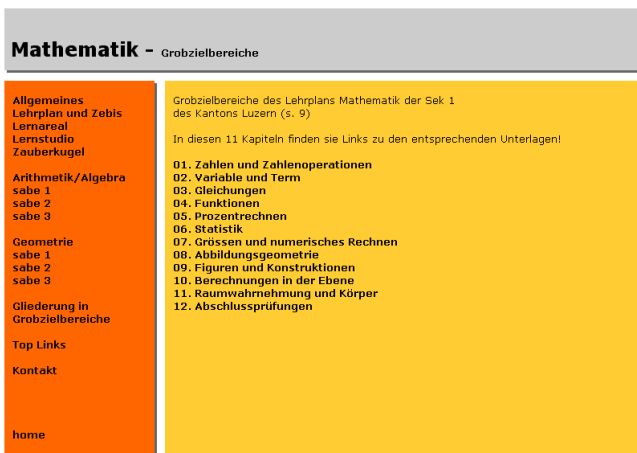 Mathematik - Grobzielbereiche
Allgemeines
Lehrplan und Zebis
Lernareal
Lernstudio
Zauberkugel
Arithmetik/Algebra
sabe 1
sabe 2
sabe 3
Geometrie
sabe 1
sabe 2
sabe 3
Gliederung in
Grobzielbereiche
Top Links
Kontakt
home
Grobzielbereiche des Lehrplans Mathematik der Sek 1
des Kantons Luzern (s. 9)
In diesen 11 Kapiteln finden sie Links zu den entsprechenden Unterlagen!
01. Zahlen und Zahlenoperationen
02. Variable und Term
03. Gleichungen
04. Funktionen
05. Prozentrechnen
06. Statistik
07. Grössen und numerisches Rechnen
08. Abbildungsgeometrie
09. Figuren und Konstruktionen
10. Berechnungen in der Ebene
11. Raumwahrnehmung und Körper
12. Abschlussprüfungen